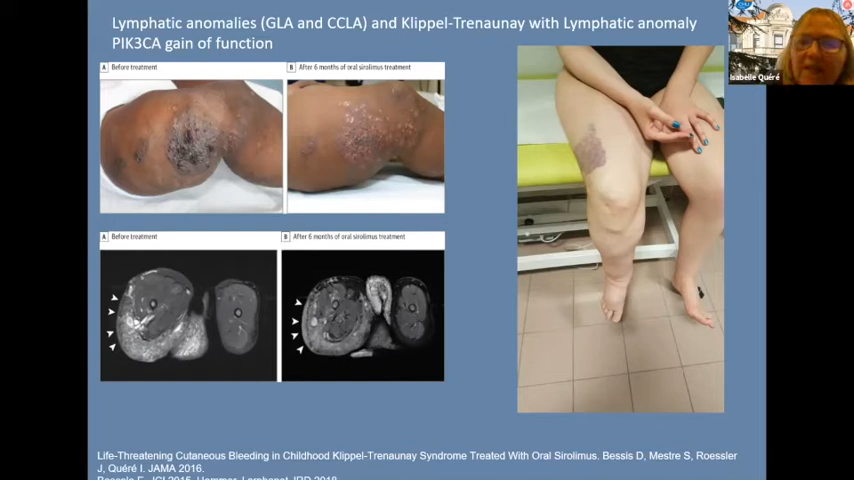 Lymphatic anomalies (GLA and CCLA) and Klippel-Trenaunay with Lymphatic anomaly
PIK3CA gain of function
A Before treatment
B After 6 months of oral sirolimus treatment
A Before treatment
B After 6 months of oral sirolimus treatment
Isabelle Quéré
Life-Threatening Cutaneous Bleeding in Childhood Klippel-Trenaunay Syndrome Treated With Oral Sirolimus. Bessis D, Mestre S, Roessler
J, Quéré I. JAMA 2016.